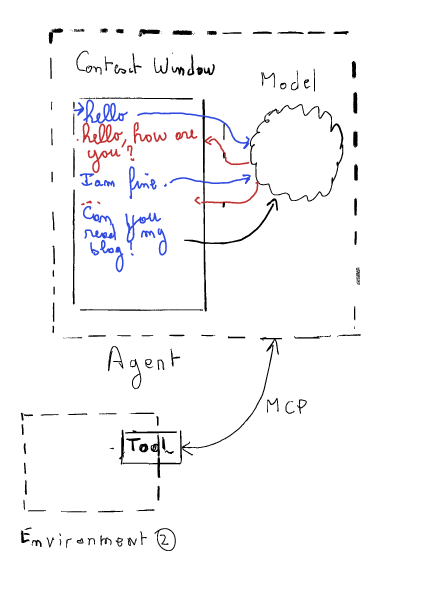 Context Window
Model
hello
hello, how are
you?
I am fine.
...
Can you
read my
blog?
Agent
MCP
TOOL
Environment 2